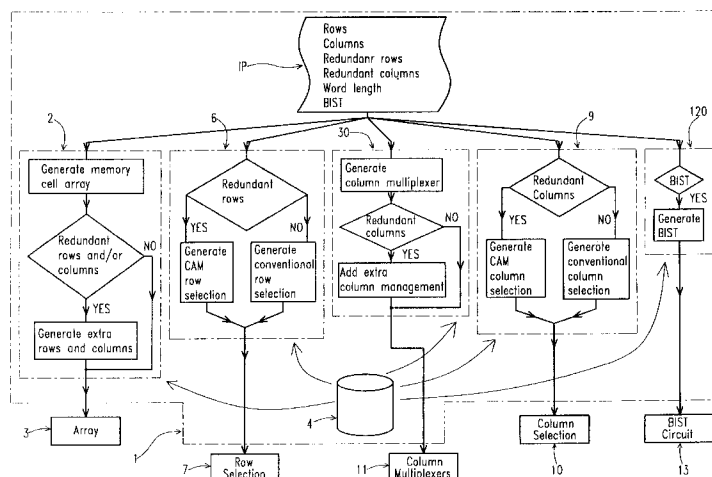 Rows
Columns
Redundanr rows
Redundant columns
Word length
BIST
IP
2
6
30
9
120
Generate memory
cell array
Redundant
rows and/or
columns
NO
YES
Generate extra
rows and columns
Redundant
rows
YES
NO
Generate
CAM
row
selection
Generate
conventional
row
selection
Generate
column multiplexer
Redundant
columns
NO
YES
Add extra
column management
Redundant
Columns
YES
NO
Generate
CAM
column
selection
Generate
conventional
column
selection
BIST
YES
Generate
BIST
4
3
Array
1
7
Row
Selection
11
Column
Multiplexers
Column
Selection
10
BIST
Circuit
13